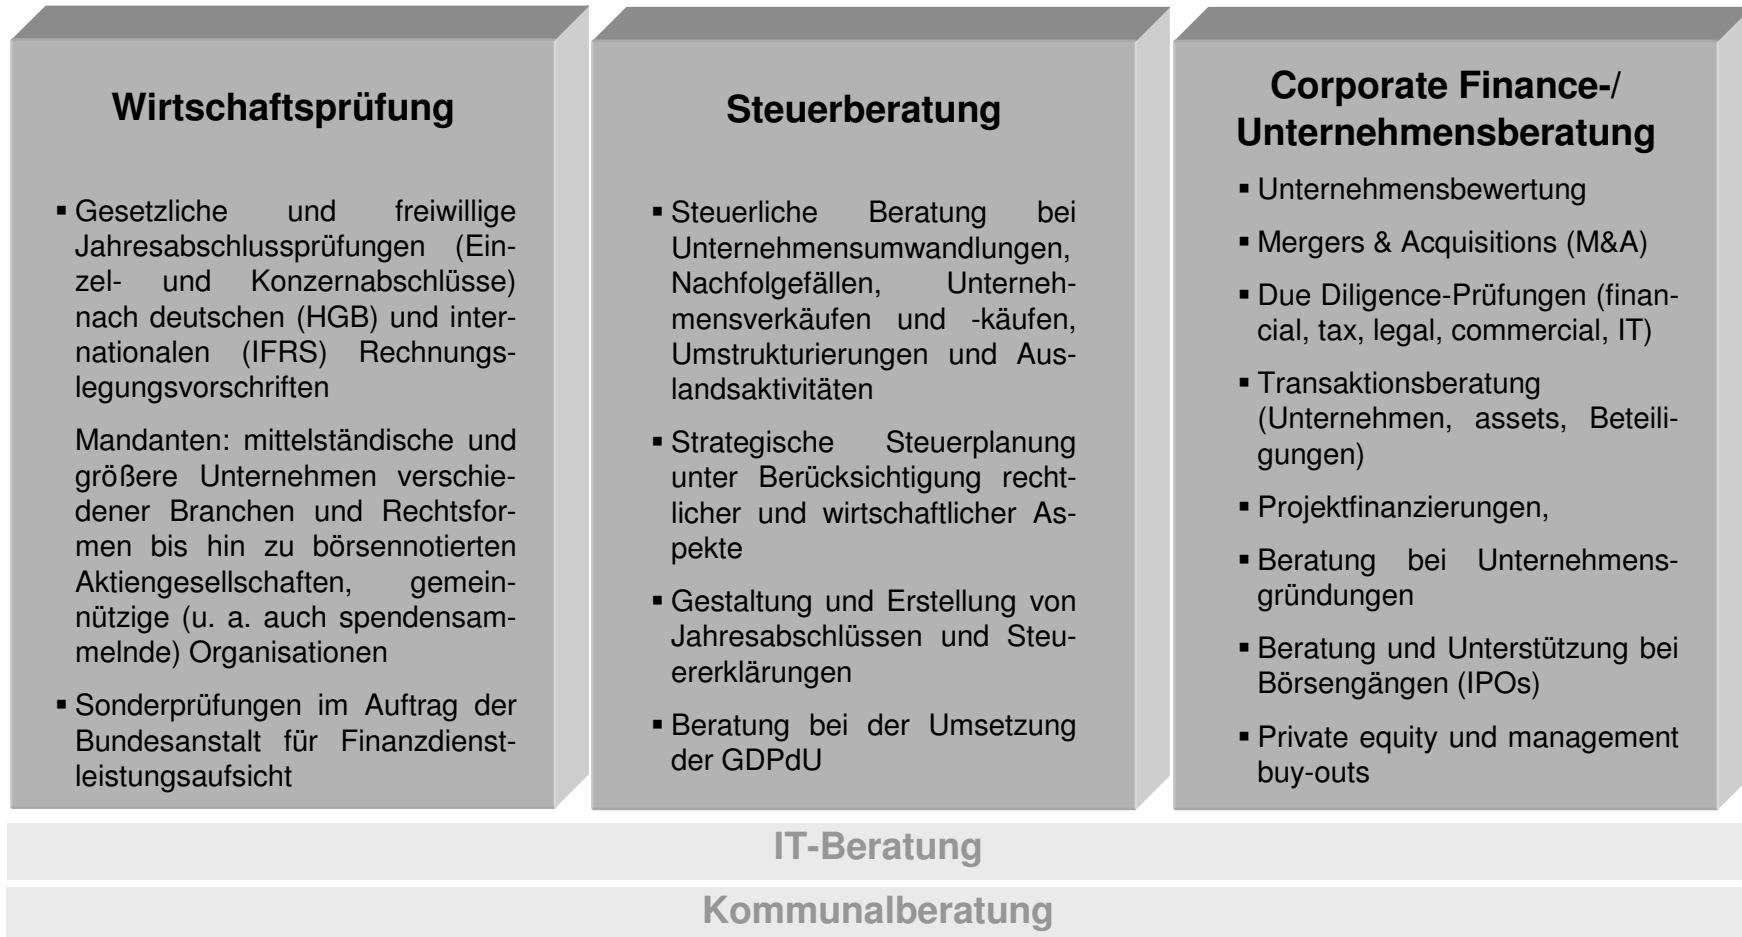 Wirtschaftsprüfung
▪ Gesetzliche und freiwillige
Jahresabschlussprüfungen (Ein-
zel- und Konzernabschlüsse)
nach deutschen (HGB) und inter-
nationalen (IFRS) Rechnungs-
legungsvorschriften
Mandanten: mittelständische und
größere Unternehmen verschie-
dener Branchen und Rechtsfor-
men bis hin zu börsennotierten
Aktiengesellschaften, gemein-
nützige (u. a. auch spendensam-
melnde) Organisationen
▪ Sonderprüfungen im Auftrag der
Bundesanstalt für Finanzdienst-
leistungsaufsicht
Steuerberatung
▪ Steuerliche Beratung bei
Unternehmensumwandlungen,
Nachfolgefällen, Unterneh-
mensverkäufen und -käufen,
Umstrukturierungen und Aus-
landsaktivitäten
▪ Strategische Steuerplanung
unter Berücksichtigung recht-
licher und wirtschaftlicher As-
pekte
▪ Gestaltung und Erstellung von
Jahresabschlüssen und Steu-
ererklärungen
▪ Beratung bei der Umsetzung
der GDPdU
Corporate Finance-/
Unternehmensberatung
▪ Unternehmensbewertung
▪ Mergers & Acquisitions (M&A)
▪ Due Diligence-Prüfungen (finan-
cial, tax, legal, commercial, IT)
▪ Transaktionsberatung
(Unternehmen, assets, Beteili-
gungen)
▪ Projektfinanzierungen,
▪ Beratung bei Unternehmens-
gründungen
▪ Beratung und Unterstützung bei
Börsengängen (IPOs)
▪ Private equity und management
buy-outs
IT-Beratung
Kommunalberatung